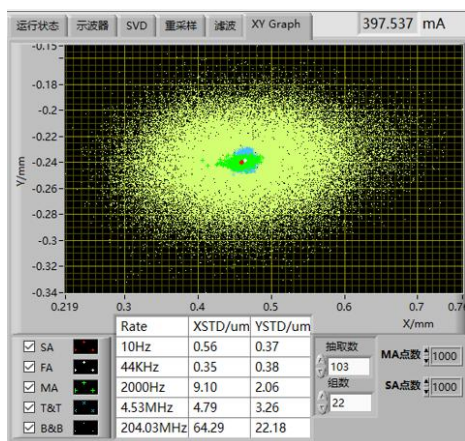 运行状态 示波器 SVD 重采样 滤波 XY Graph 397.537 mA
-0.15
-0.18
-0.2
-0.22
-0.24
-0.26
-0.28
-0.3
-0.32
-0.34
Y/mm
0.219 0.3 0.4 0.5 0.6 0.7 0.76
X/mm
Rate XSTD/um YSTD/um
10Hz 0.56 0.37
44KHz 0.35 0.38
2000Hz 9.10 2.06
4.53MHz 4.79 3.26
204.03MHz 64.29 22.18
SA
FA
MA
T&T
B&B
抽取数
103
组数
22
MA点数 1000
SA点数 1000